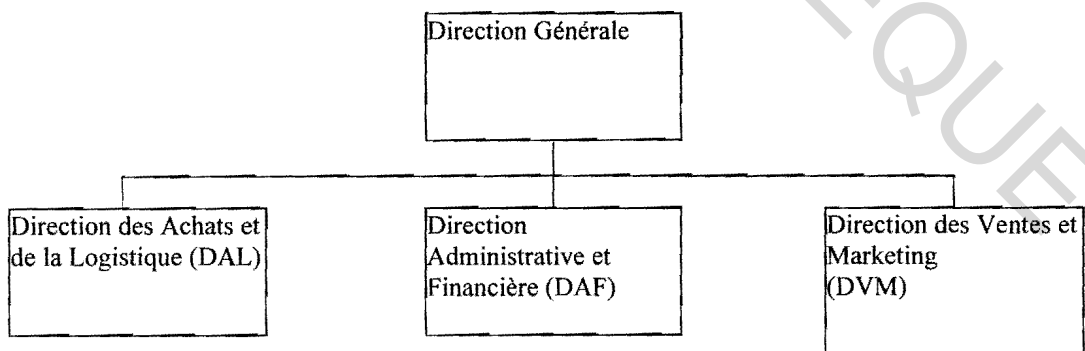 Direction Générale
Direction des Achats et
de la Logistique (DAL)
Direction
Administrative et
Financière (DAF)
Direction des Ventes et
Marketing
(DVM)